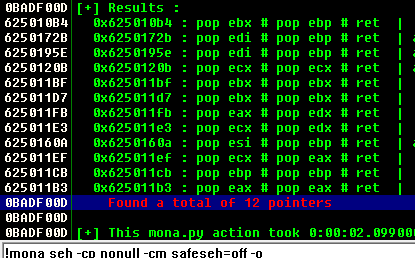 0BADF00D [+] Results :
625010B4 0x625010b4 : pop ebx # pop ebp # ret |
6250172B 0x6250172b : pop edi # pop ebp # ret | a
6250195E 0x6250195e : pop edi # pop ebp # ret | a
6250120B 0x6250120b : pop ecx # pop ecx # ret | a
625011BF 0x625011bf : pop ebx # pop ebx # ret |
625011D7 0x625011d7 : pop ebx # pop ebx # ret |
625011FB 0x625011fb : pop eax # pop edx # ret |
625011E3 0x625011e3 : pop ecx # pop edx # ret |
6250160A 0x6250160a : pop esi # pop ebp # ret | a
625011EF 0x625011ef : pop ecx # pop eax # ret |
625011CB 0x625011cb : pop ebp # pop ebp # ret |
625011B3 0x625011b3 : pop eax # pop eax # ret |
0BADF00D Found a total of 12 pointers
0BADF00D
0BADF00D [+] This mona.py action took 0:00:02.099000
!mona seh -cp nonull -cm safeseh=off -o